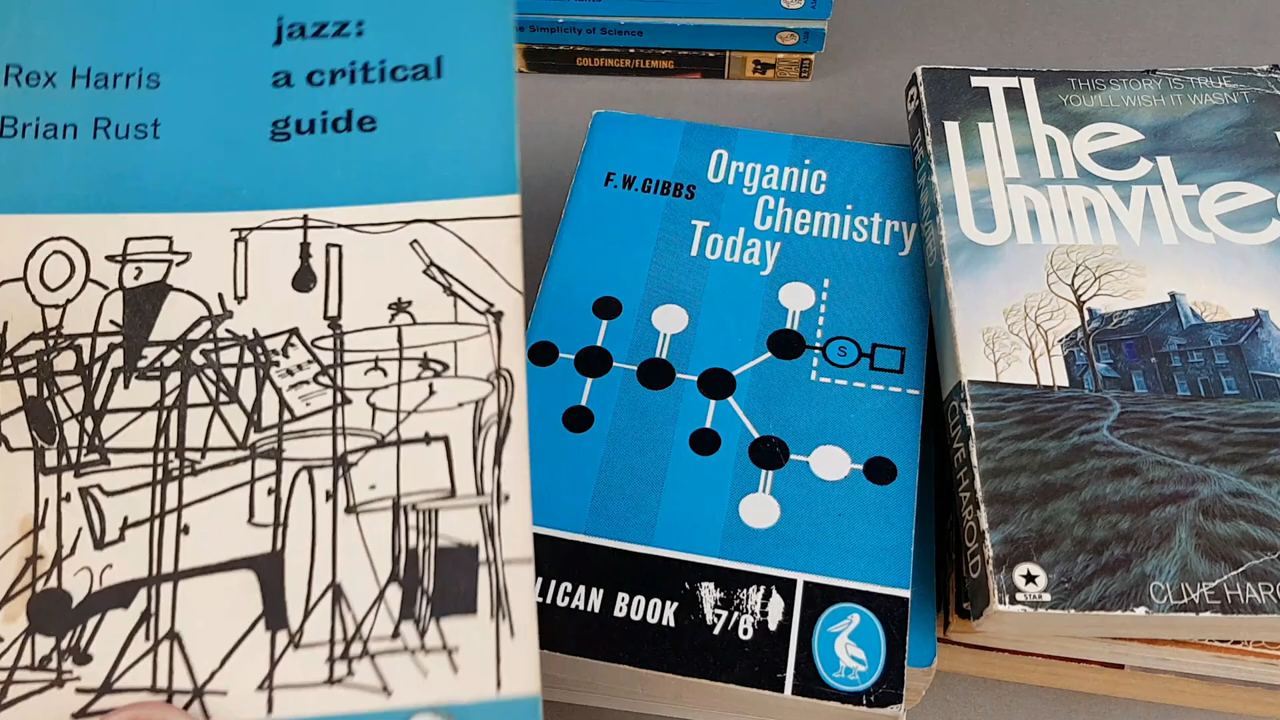 jazz:
a critical
guide
Rex Harris
Brian Rust
The Simplicity of Science
GOLDFINGER/FLEMING
PAN
X233
F.W.GIBBS
Organic
Chemistry
Today
S
LICAN BOOK 7/6
THIS STORY IS TRUE...
YOU'LL WISH IT WASN'T.
The
Uninvite
THE UNINVITED
CLIVE HAROLD
STAR
CLIVE HARO